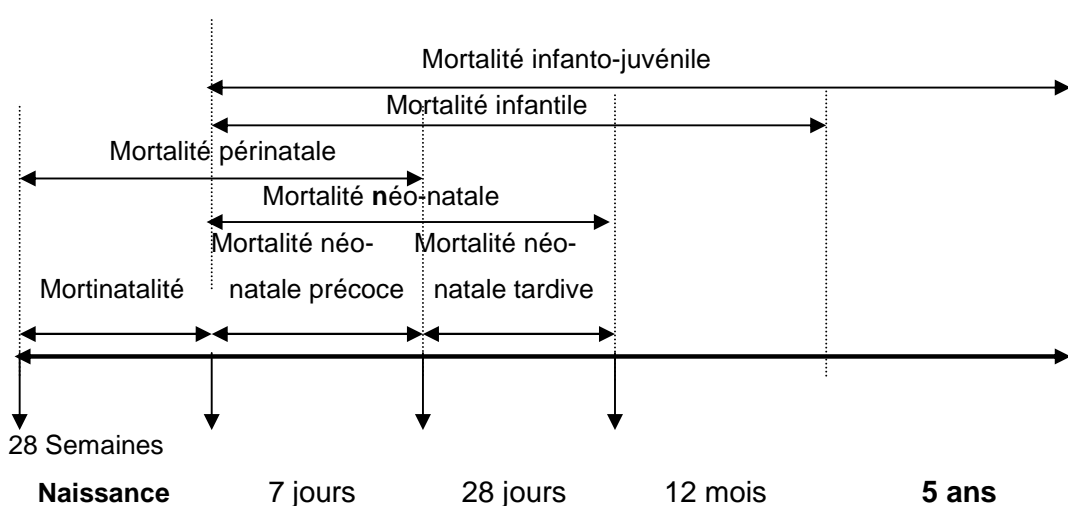 Mortalité infanto-juvénile
Mortalité infantile
Mortalité périnatale
Mortalité néo-natale
Mortalité néo-
natale précoce
Mortalité néo-
natale tardive
Mortinatalité
28 Semaines
Naissance 7 jours 28 jours 12 mois 5 ans